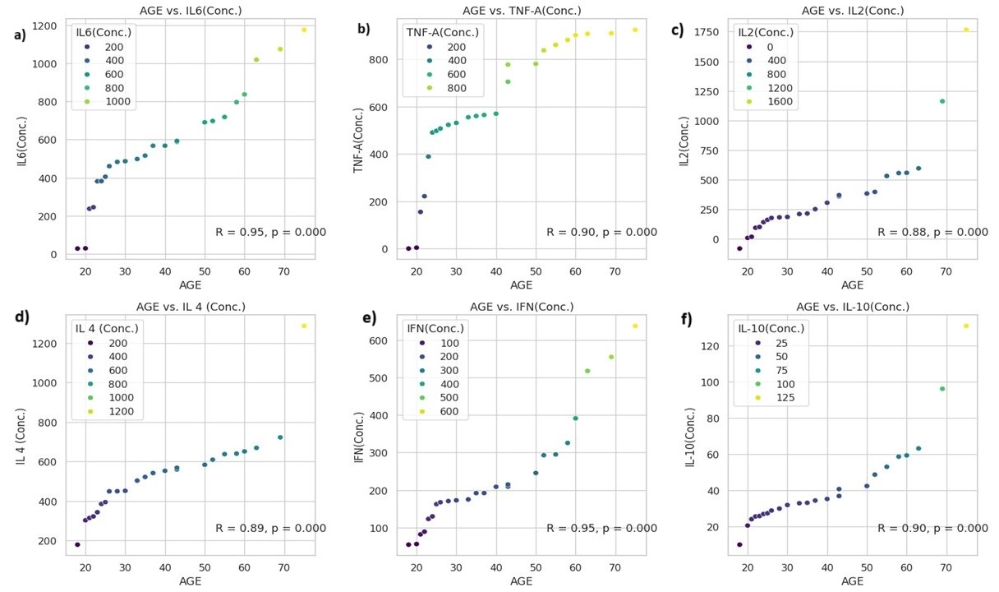 a)
AGE vs. IL6(Conc.)
IL6(Conc.)
200
400
600
800
1000
1200
1000
800
600
400
200
0
IL6(Conc.)
R = 0.95, p = 0.000
20 30 40 50 60 70
AGE
b)
AGE vs. TNF-A(Conc.)
TNF-A(Conc.)
200
400
600
800
800
600
400
200
0
TNF-A(Conc.)
R = 0.90, p = 0.000
20 30 40 50 60 70
AGE
c)
AGE vs. IL2(Conc.)
IL2(Conc.)
0
400
800
1200
1600
1750
1500
1250
1000
750
500
250
0
IL2(Conc.)
R = 0.88, p = 0.000
20 30 40 50 60 70
AGE
d)
AGE vs. IL 4 (Conc.)
IL 4 (Conc.)
200
400
600
800
1000
1200
1200
1000
800
600
400
200
IL 4 (Conc.)
R = 0.89, p = 0.000
20 30 40 50 60 70
AGE
e)
AGE vs. IFN(Conc.)
IFN(Conc.)
100
200
300
400
500
600
600
500
400
300
200
100
IFN(Conc.)
R = 0.95, p = 0.000
20 30 40 50 60 70
AGE
f)
AGE vs. IL-10(Conc.)
IL-10(Conc.)
25
50
75
100
125
120
100
80
60
40
20
IL-10(Conc.)
R = 0.90, p = 0.000
20 30 40 50 60 70
AGE